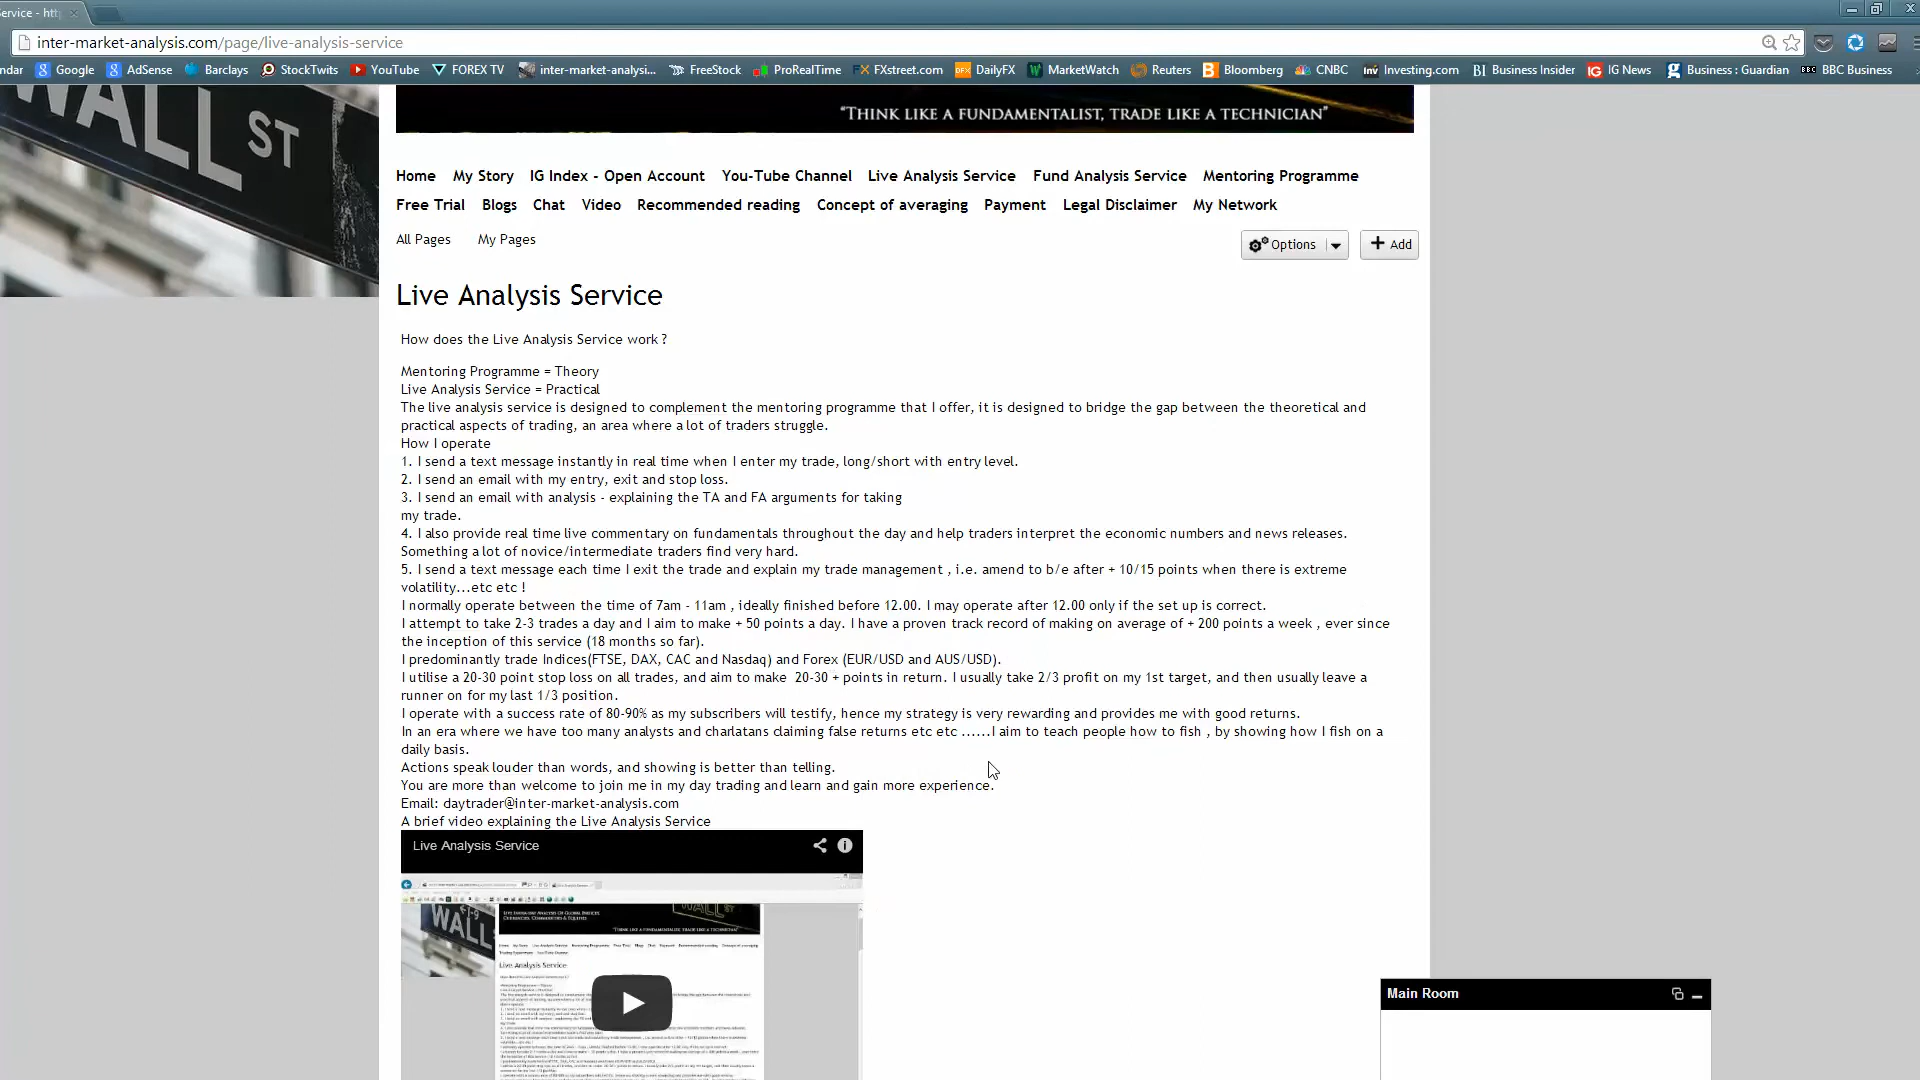 Service - http
inter-market-analysis.com/page/live-analysis-service
ndar Google AdSense Barclays StockTwits YouTube FOREX TV inter-market-analysi... FreeStock ProRealTime FXstreet.com DailyFX MarketWatch Reuters Bloomberg CNBC Investing.com Business Insider IG News Business : Guardian BBC Business
WALL ST
“THINK LIKE A FUNDAMENTALIST, TRADE LIKE A TECHNICIAN”
Home My Story IG Index - Open Account You-Tube Channel Live Analysis Service Fund Analysis Service Mentoring Programme
Free Trial Blogs Chat Video Recommended reading Concept of averaging Payment Legal Disclaimer My Network
All Pages My Pages
Options + Add
Live Analysis Service
How does the Live Analysis Service work ?
Mentoring Programme = Theory
Live Analysis Service = Practical
The live analysis service is designed to complement the mentoring programme that I offer, it is designed to bridge the gap between the theoretical and
practical aspects of trading, an area where a lot of traders struggle.
How I operate
1. I send a text message instantly in real time when I enter my trade, long/short with entry level.
2. I send an email with my entry, exit and stop loss.
3. I send an email with analysis - explaining the TA and FA arguments for taking
my trade.
4. I also provide real time live commentary on fundamentals throughout the day and help traders interpret the economic numbers and news releases.
Something a lot of novice/intermediate traders find very hard.
5. I send a text message each time I exit the trade and explain my trade management , i.e. amend to b/e after + 10/15 points when there is extreme
volatility...etc etc !
I normally operate between the time of 7am - 11am , ideally finished before 12.00. I may operate after 12.00 only if the set up is correct.
I attempt to take 2-3 trades a day and I aim to make + 50 points a day. I have a proven track record of making on average of + 200 points a week , ever since
the inception of this service (18 months so far).
I predominantly trade Indices(FTSE, DAX, CAC and Nasdaq) and Forex (EUR/USD and AUS/USD).
I utilise a 20-30 point stop loss on all trades, and aim to make 20-30 + points in return. I usually take 2/3 profit on my 1st target, and then usually leave a
runner on for my last 1/3 position.
I operate with a success rate of 80-90% as my subscribers will testify, hence my strategy is very rewarding and provides me with good returns.
In an era where we have too many analysts and charlatans claiming false returns etc etc ......I aim to teach people how to fish , by showing how I fish on a
daily basis.
Actions speak louder than words, and showing is better than telling.
You are more than welcome to join me in my day trading and learn and gain more experience.
Email: daytrader@inter-market-analysis.com
A brief video explaining the Live Analysis Service
Live Analysis Service
WALL
Live Analysis Service
Main Room